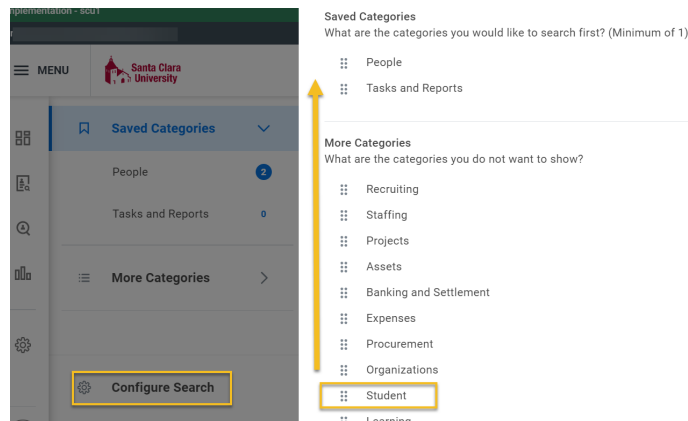 mplementation - scu1
MENU
Santa Clara
University
Saved Categories
People
2
Tasks and Reports
0
More Categories
Configure Search
Saved Categories
What are the categories you would like to search first? (Minimum of 1)
People
Tasks and Reports
More Categories
What are the categories you do not want to show?
Recruiting
Staffing
Projects
Assets
Banking and Settlement
Expenses
Procurement
Organizations
Student
Learning